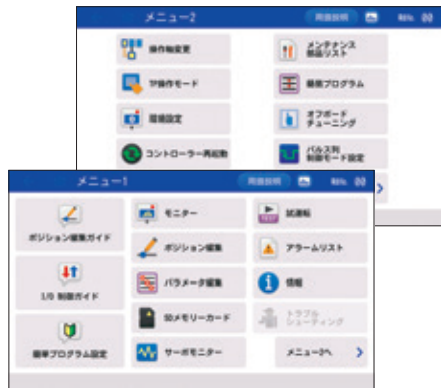 メニュー2
画面説明
操作軸変更
メンテナンス
部品リスト
TP操作モード
簡易プログラム
環境設定
オフボード
チューニング
コントローラー再起動
パルス列
制御モード設定
メニュー1
画面説明
ポジション編集ガイド
モニター
試運転
ポジション編集
アラームリスト
I/O 制御ガイド
パラメータ編集
情報
SDメモリーカード
トラブル
シューティング
簡単プログラム設定
サーボモニター
メニュー2へ